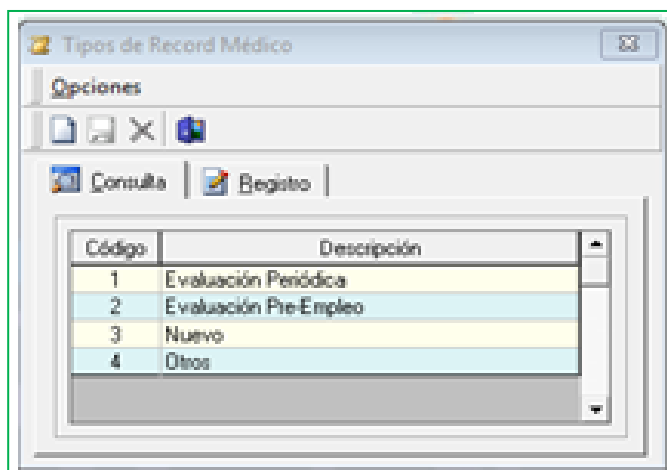 Tipos de Record Médico
Opciones
Consulta Registro
Código Descripción
1 Evaluación Periódica
2 Evaluación Pre-Empleo
3 Nuevo
4 Otros